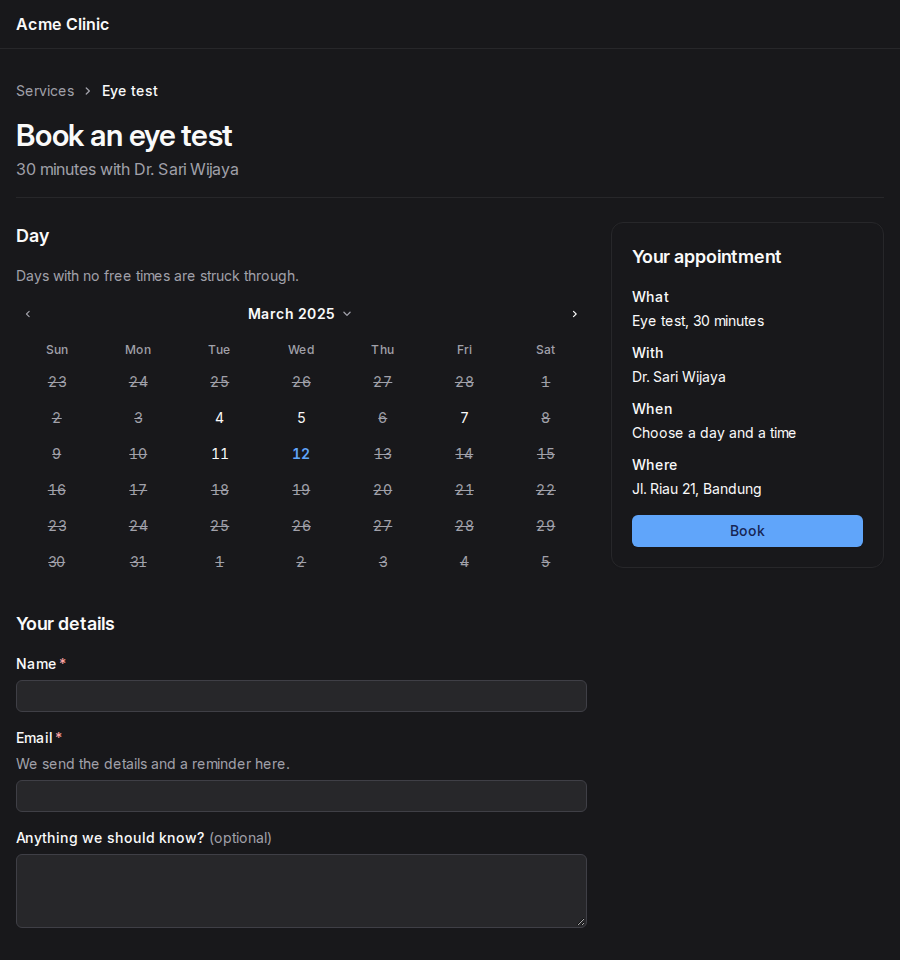 Acme Clinic
Services > Eye test
Book an eye test
30 minutes with Dr. Sari Wijaya
Day
Days with no free times are struck through.
March 2025
Sun Mon Tue Wed Thu Fri Sat
23 24 25 26 27 28 1
2 3 4 5 6 7 8
9 10 11 12 13 14 15
16 17 18 19 20 21 22
23 24 25 26 27 28 29
30 31 1 2 3 4 5
Your details
Name *
Email *
We send the details and a reminder here.
Anything we should know? (optional)
Your appointment
What
Eye test, 30 minutes
With
Dr. Sari Wijaya
When
Choose a day and a time
Where
Jl. Riau 21, Bandung
Book